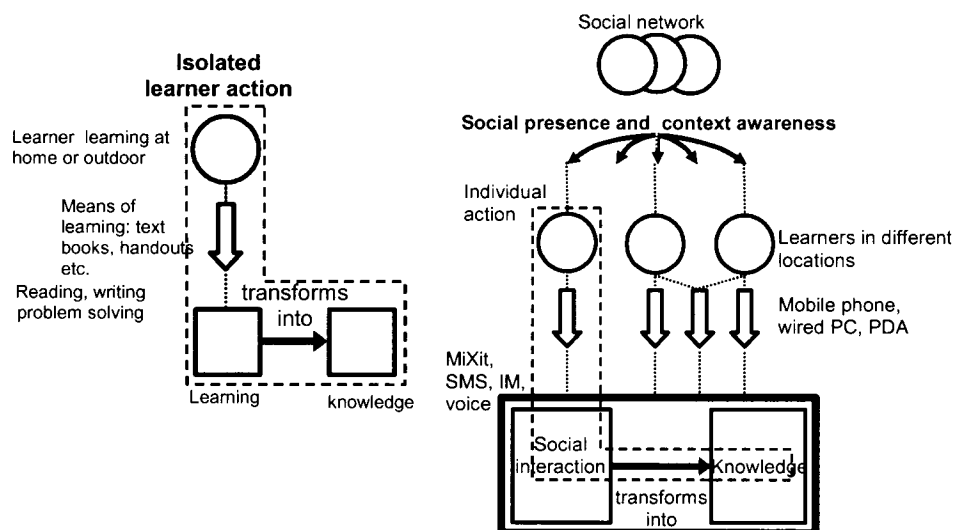 Isolated
learner action
Learner learning at
home or outdoor
Means of
learning: text
books, handouts
etc.
Reading, writing
problem solving
transforms
into
Learning
knowledge
Social network
Social presence and context awareness
Individual
action
Learners in different
locations
Mobile phone,
wired PC, PDA
MiXit,
SMS, IM,
voice
Social
interaction
Knowledge
transforms
into